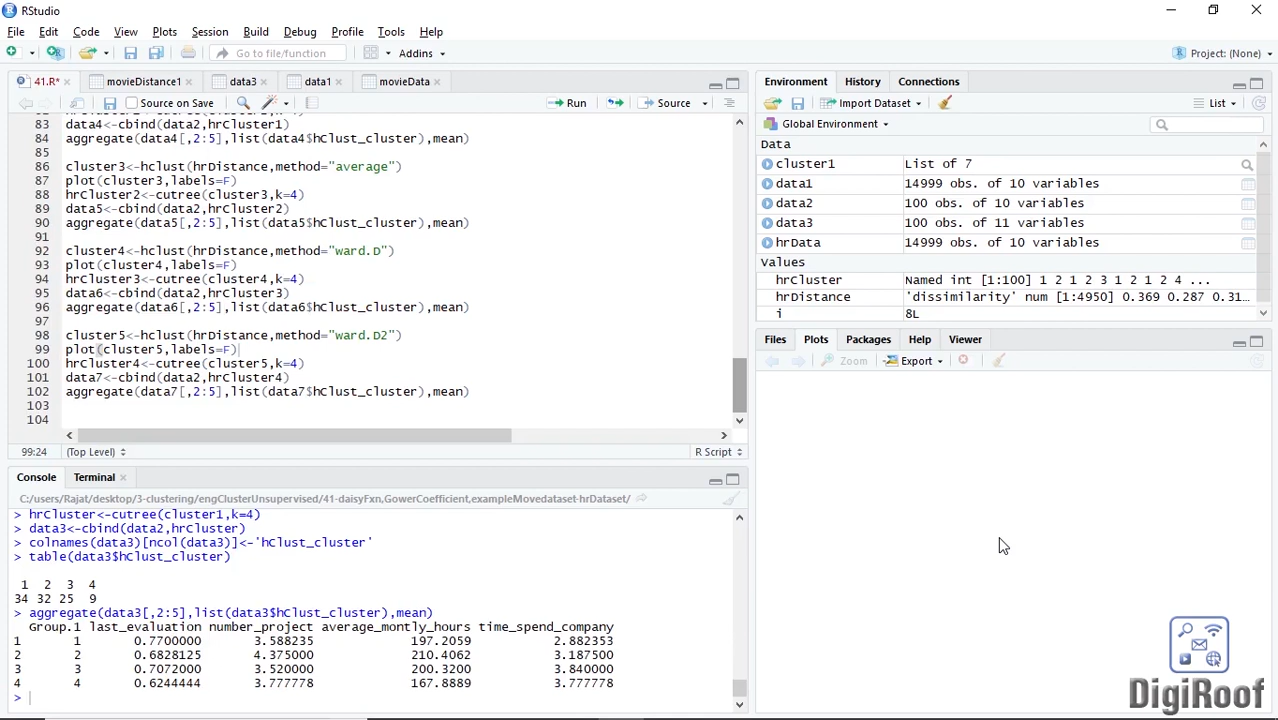 RStudio
File Edit Code View Plots Session Build Debug Profile Tools Help
Go to file/function Addins Project: (None)
41.R* movieDistance1 data3 data1 movieData
Source on Save Run Source
83 data4<-cbind(data2,hrCluster1)
84 aggregate(data4[,2:5],list(data4$hClust_cluster),mean)
85
86 cluster3<-hclust(hrDistance,method="average")
87 plot(cluster3,labels=F)
88 hrCluster2<-cutree(cluster3,k=4)
89 data5<-cbind(data2,hrCluster2)
90 aggregate(data5[,2:5],list(data5$hClust_cluster),mean)
91
92 cluster4<-hclust(hrDistance,method="ward.D")
93 plot(cluster4,labels=F)
94 hrCluster3<-cutree(cluster4,k=4)
95 data6<-cbind(data2,hrCluster3)
96 aggregate(data6[,2:5],list(data6$hClust_cluster),mean)
97
98 cluster5<-hclust(hrDistance,method="ward.D2")
99 plot(cluster5,labels=F)
100 hrCluster4<-cutree(cluster5,k=4)
101 data7<-cbind(data2,hrCluster4)
102 aggregate(data7[,2:5],list(data7$hClust_cluster),mean)
103
104
99:24 (Top Level) R Script
Console Terminal
C:/Users/Rajat/desktop/3-clustering/engClusterUnsupervised/41-daisyFxn,GowerCoefficient,exampleMovedataset-hrDataset/
> hrCluster<-cutree(cluster1,k=4)
> data3<-cbind(data2,hrCluster)
> colnames(data3)[ncol(data3)]<-'hClust_cluster'
> table(data3$hClust_cluster)
1 2 3 4
34 32 25 9
> aggregate(data3[,2:5],list(data3$hClust_cluster),mean)
Group.1 last_evaluation number_project average_montly_hours time_spend_company
1 1 0.7700000 3.588235 197.2059 2.882353
2 2 0.6828125 4.375000 210.4062 3.187500
3 3 0.7072000 3.520000 200.3200 3.840000
4 4 0.6244444 3.777778 167.8889 3.777778
>
Environment History Connections
Import Dataset List
Global Environment
Data
cluster1 List of 7
data1 14999 obs. of 10 variables
data2 100 obs. of 10 variables
data3 100 obs. of 11 variables
hrData 14999 obs. of 10 variables
Values
hrCluster Named int [1:100] 1 2 1 2 3 1 2 1 2 4 ...
hrDistance 'dissimilarity' num [1:4950] 0.369 0.287 0.31…
i 8L
Files Plots Packages Help Viewer
Zoom Export
DigiRoof